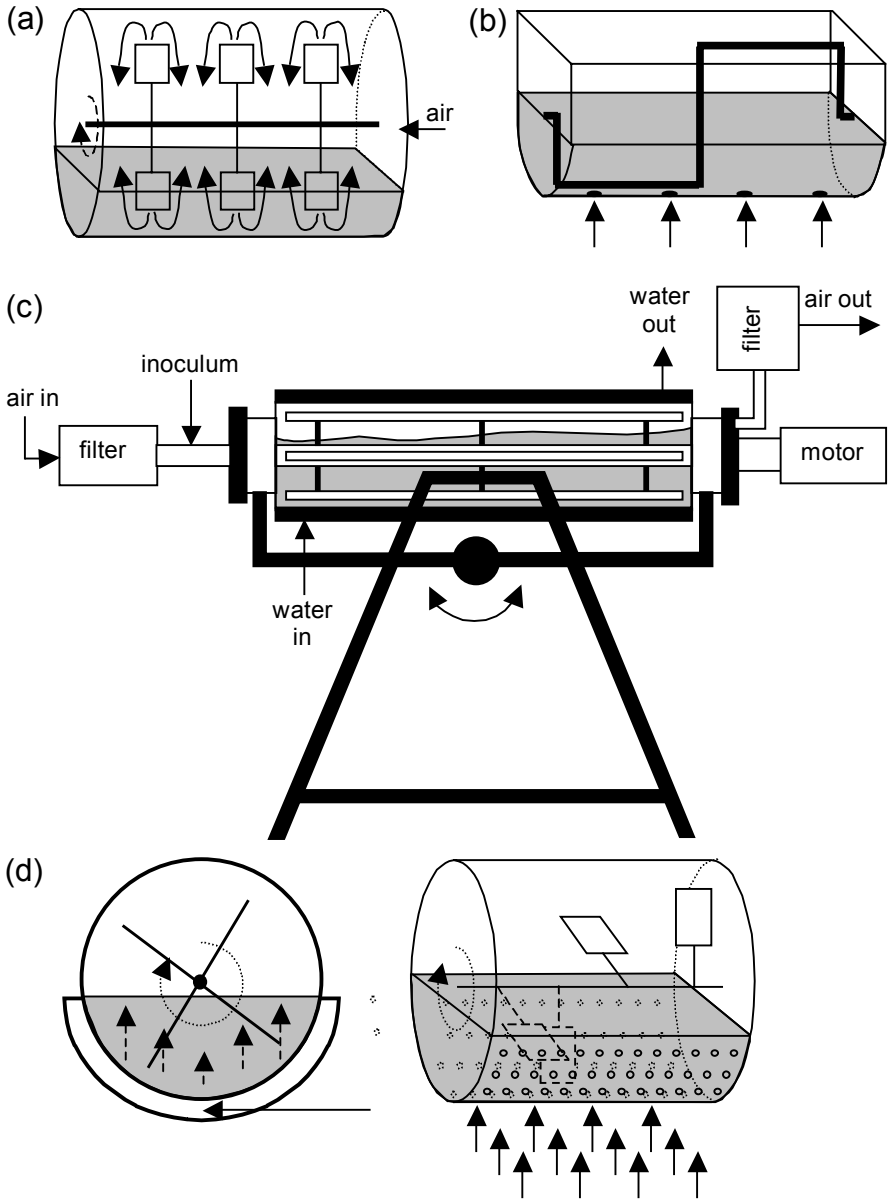 (a)
air
(b)
(c)
water
out
air out
filter
inoculum
air in
filter
motor
water
in
(d)